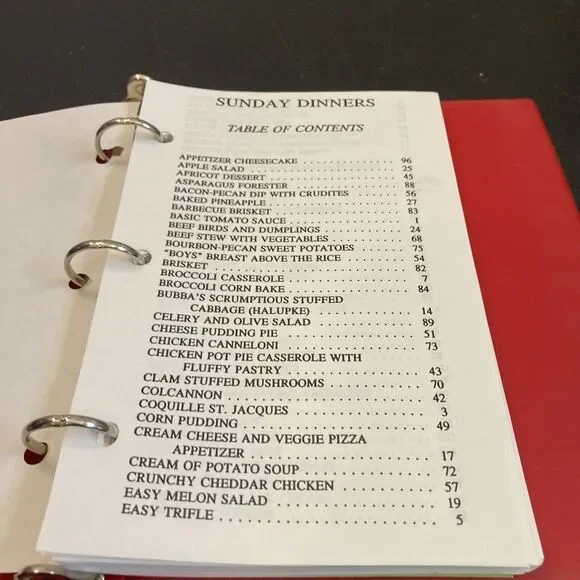 SUNDAY DINNERS
TABLE OF CONTENTS
APPETIZER CHEESECAKE . . . . . . . . . . . . . . . . . . . . 96
APPLE SALAD . . . . . . . . . . . . . . . . . . . . . . . . . . . 25
APRICOT DESSERT . . . . . . . . . . . . . . . . . . . . . . . 45
ASPARAGUS FORESTER . . . . . . . . . . . . . . . . . . . . 88
BACON-PECAN DIP WITH CRUDITES . . . . . . . . . . 56
BAKED PINEAPPLE . . . . . . . . . . . . . . . . . . . . . . . 27
BARBECUE BRISKET . . . . . . . . . . . . . . . . . . . . . . 83
BASIC TOMATO SAUCE . . . . . . . . . . . . . . . . . . . . 1
BEEF BIRDS AND DUMPLINGS . . . . . . . . . . . . . . . 24
BEEF STEW WITH VEGETABLES . . . . . . . . . . . . . . 68
BOURBON-PECAN SWEET POTATOES . . . . . . . . . . 75
"BOYS" BREAST ABOVE THE RICE . . . . . . . . . . . . 54
BRISKET . . . . . . . . . . . . . . . . . . . . . . . . . . . . . . 82
BROCCOLI CASSEROLE . . . . . . . . . . . . . . . . . . . . 7
BROCCOLI CORN BAKE . . . . . . . . . . . . . . . . . . . . 84
BUBBA'S SCRUMPTIOUS STUFFED
CABBAGE (HALUPKE) . . . . . . . . . . . . . . . . . . 14
CELERY AND OLIVE SALAD . . . . . . . . . . . . . . . . . 89
CHEESE PUDDING PIE . . . . . . . . . . . . . . . . . . . . . 51
CHICKEN CANNELONI . . . . . . . . . . . . . . . . . . . . . 73
CHICKEN POT PIE CASSEROLE WITH
FLUFFY PASTRY . . . . . . . . . . . . . . . . . . . . . . 43
CLAM STUFFED MUSHROOMS . . . . . . . . . . . . . . . 70
COLCANNON . . . . . . . . . . . . . . . . . . . . . . . . . . . 42
COQUILLE ST. JACQUES . . . . . . . . . . . . . . . . . . . 3
CORN PUDDING . . . . . . . . . . . . . . . . . . . . . . . . . 49
CREAM CHEESE AND VEGGIE PIZZA
APPETIZER . . . . . . . . . . . . . . . . . . . . . . . . . 17
CREAM OF POTATO SOUP . . . . . . . . . . . . . . . . . . 72
CRUNCHY CHEDDAR CHICKEN . . . . . . . . . . . . . . 57
EASY MELON SALAD . . . . . . . . . . . . . . . . . . . . . . 19
EASY TRIFLE . . . . . . . . . . . . . . . . . . . . . . . . . . . 5